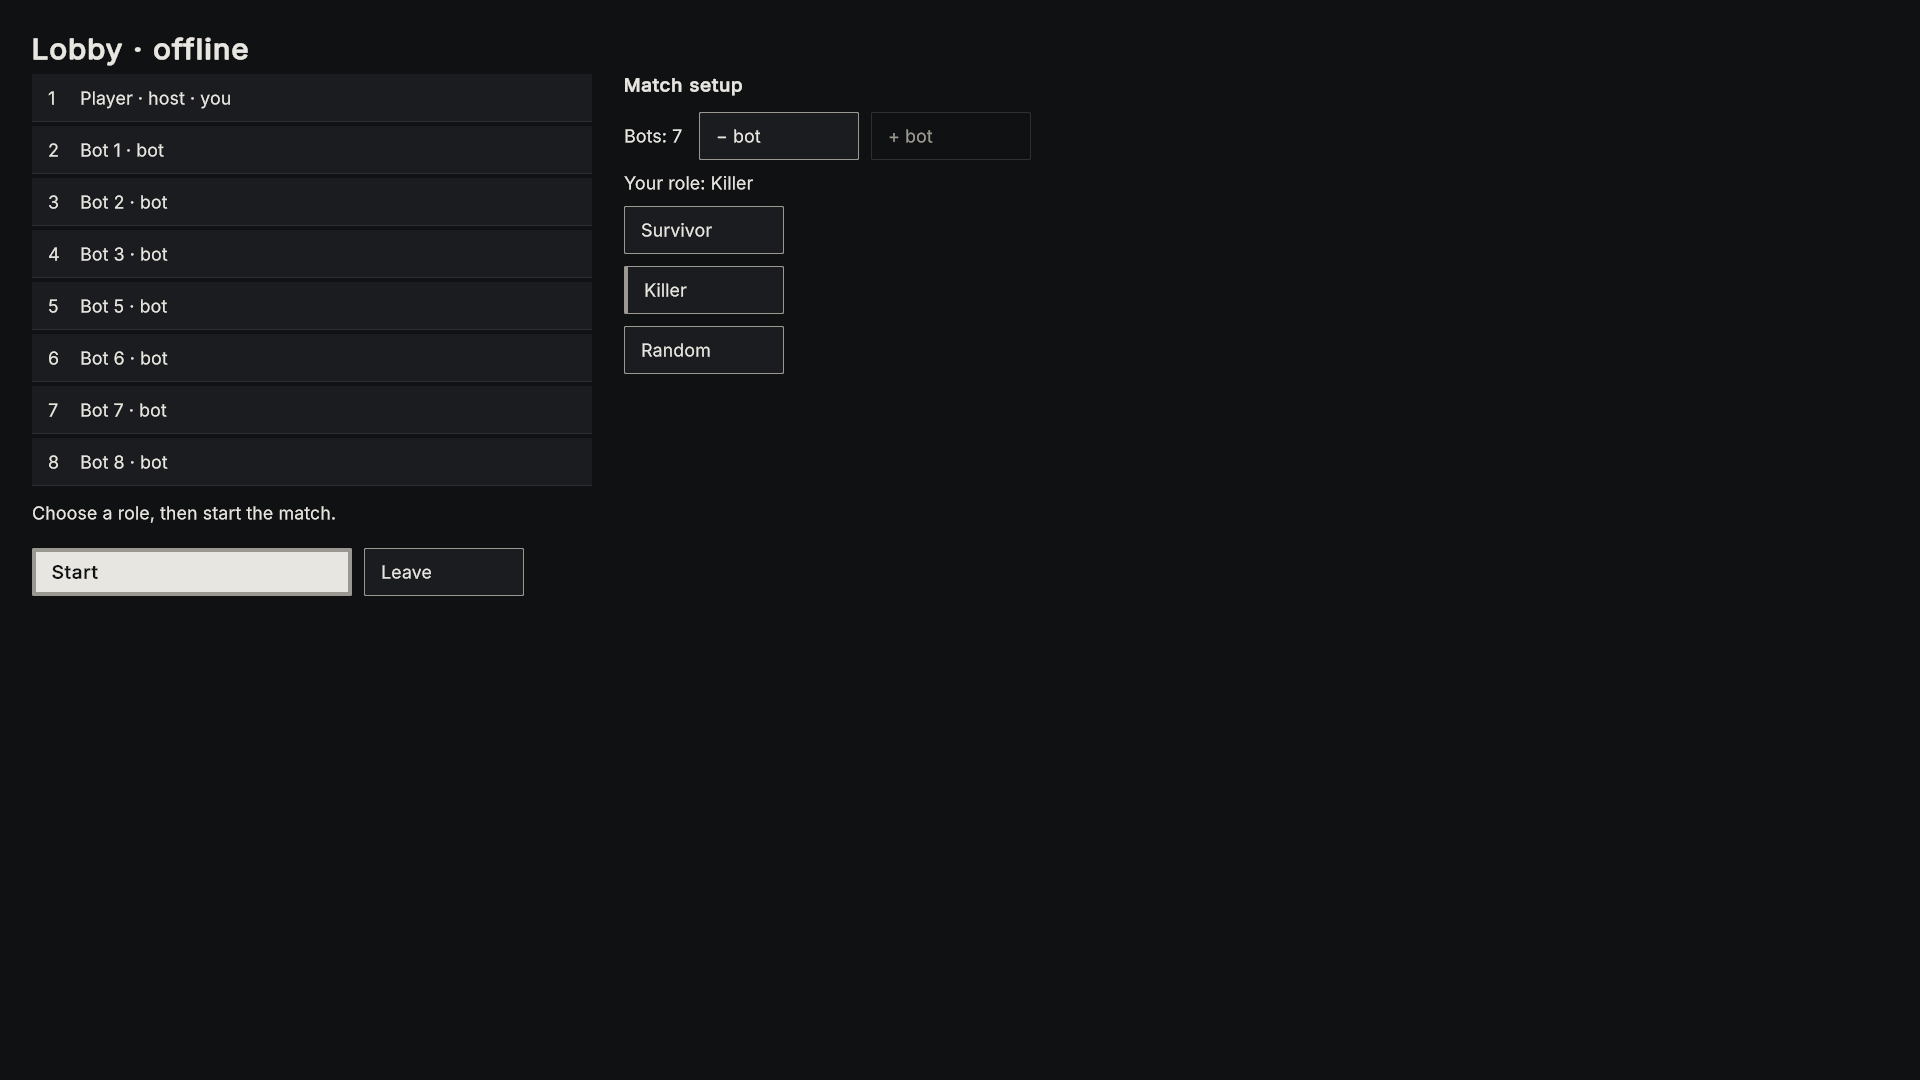 Lobby · offline
1 Player · host · you
2 Bot 1 · bot
3 Bot 2 · bot
4 Bot 3 · bot
5 Bot 5 · bot
6 Bot 6 · bot
7 Bot 7 · bot
8 Bot 8 · bot
Choose a role, then start the match.
Start
Leave
Match setup
Bots: 7
– bot
+ bot
Your role: Killer
Survivor
Killer
Random